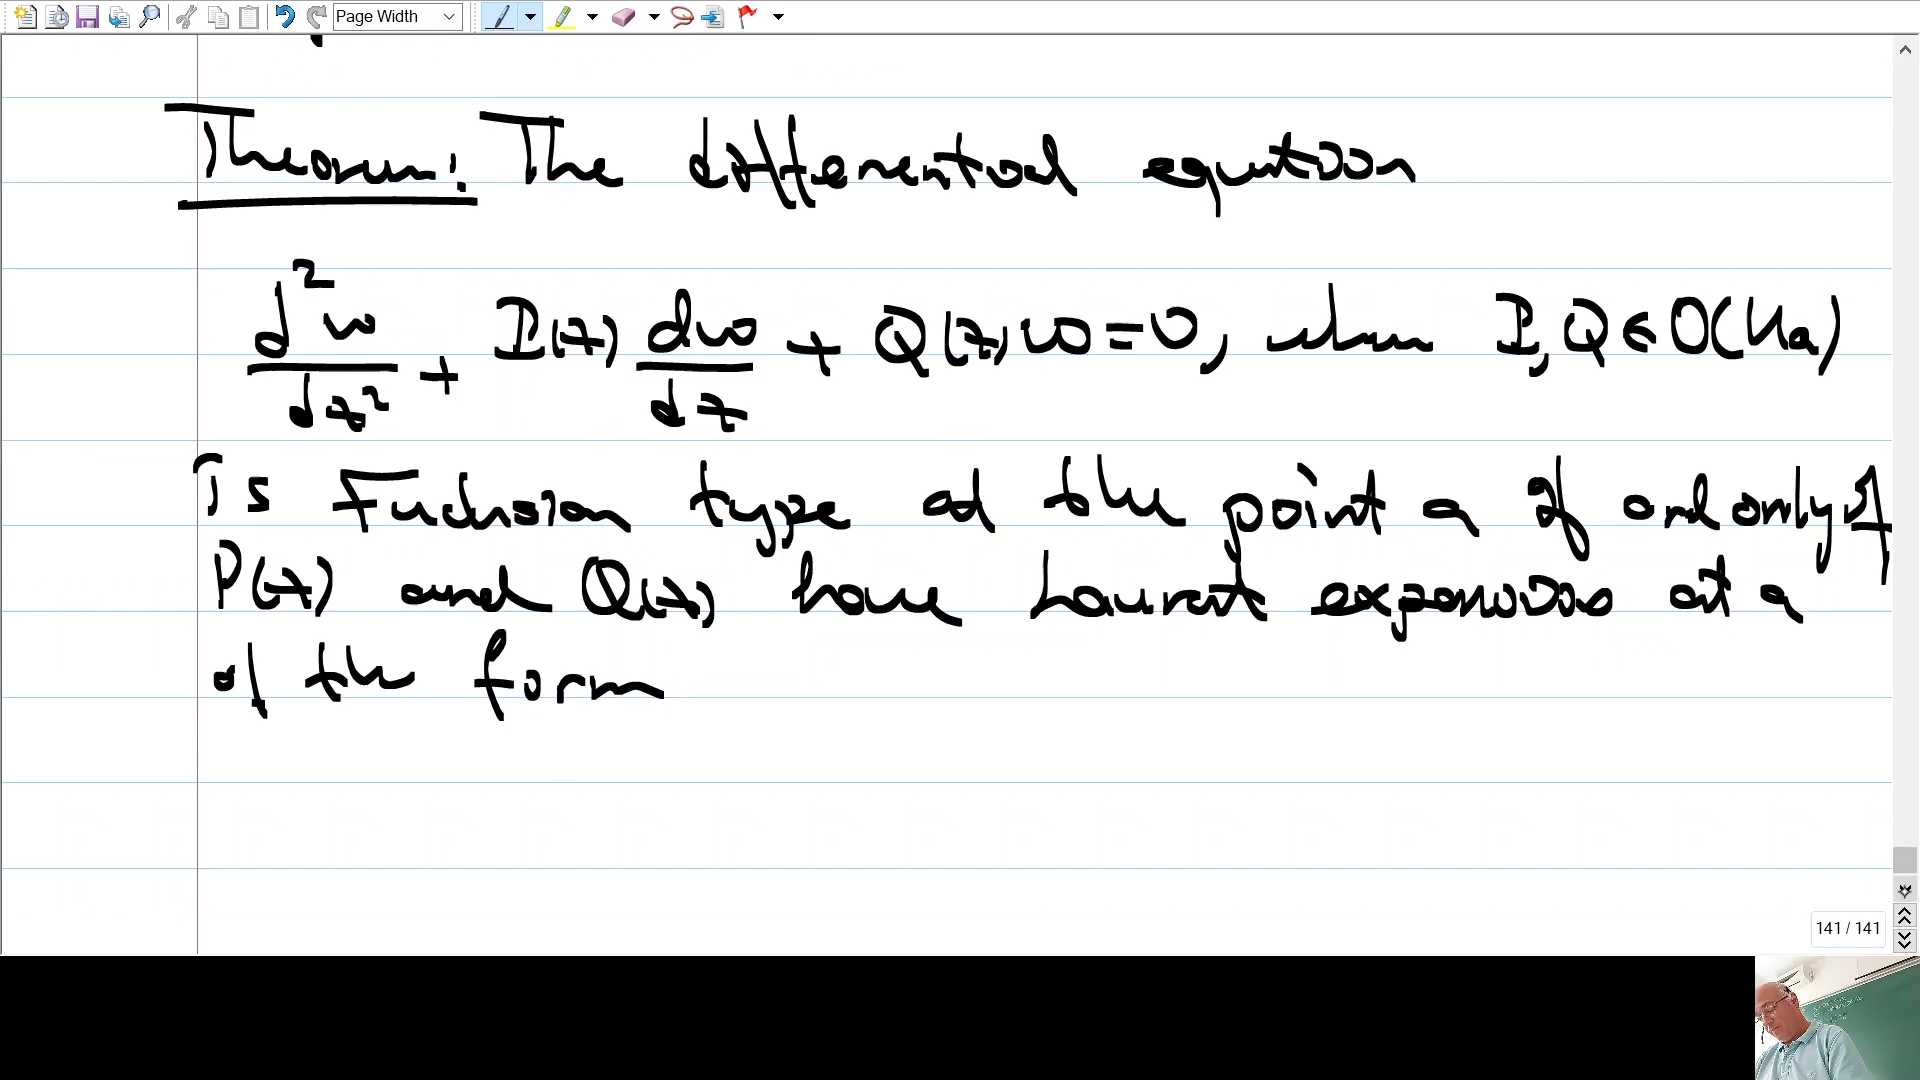 Page Width
Theorem: The differential equation
d²w/dz² + P(z) dw/dz + Q(z)w=0, when P,Q∈O(Ua)
is Fuchsian type at the point a if and only if
P(z) and Q(z) have Laurent expansions at a
of the form
141 / 141